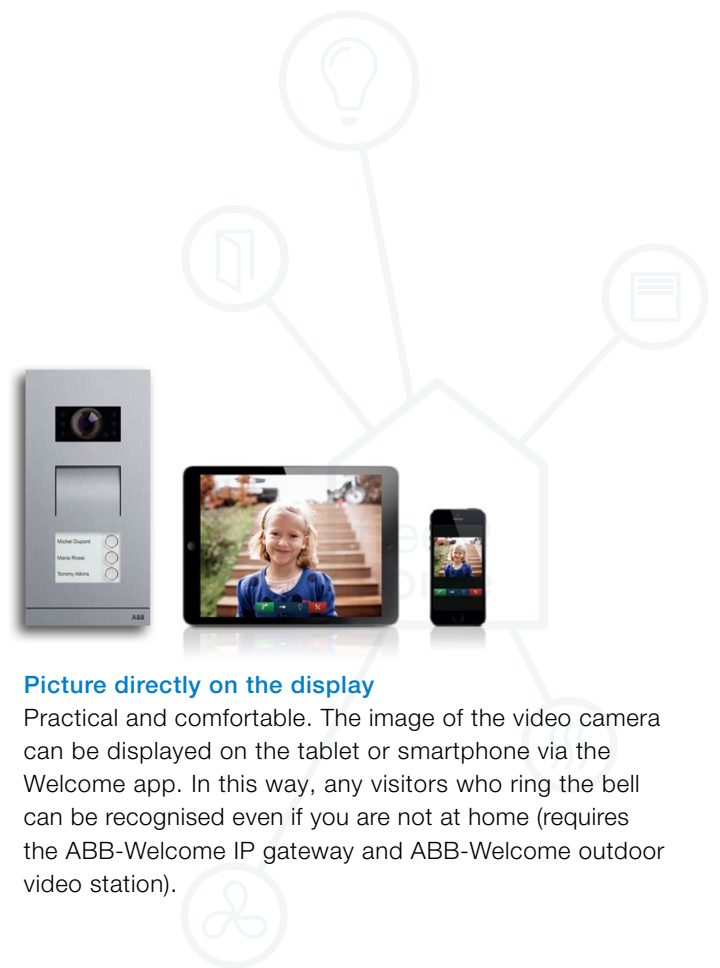 Michel Dupont
Maria Rossi
Tommy Atkins
ABB
Picture directly on the display
Practical and comfortable. The image of the video camera
can be displayed on the tablet or smartphone via the
Welcome app. In this way, any visitors who ring the bell
can be recognised even if you are not at home (requires
the ABB-Welcome IP gateway and ABB-Welcome outdoor
video station).